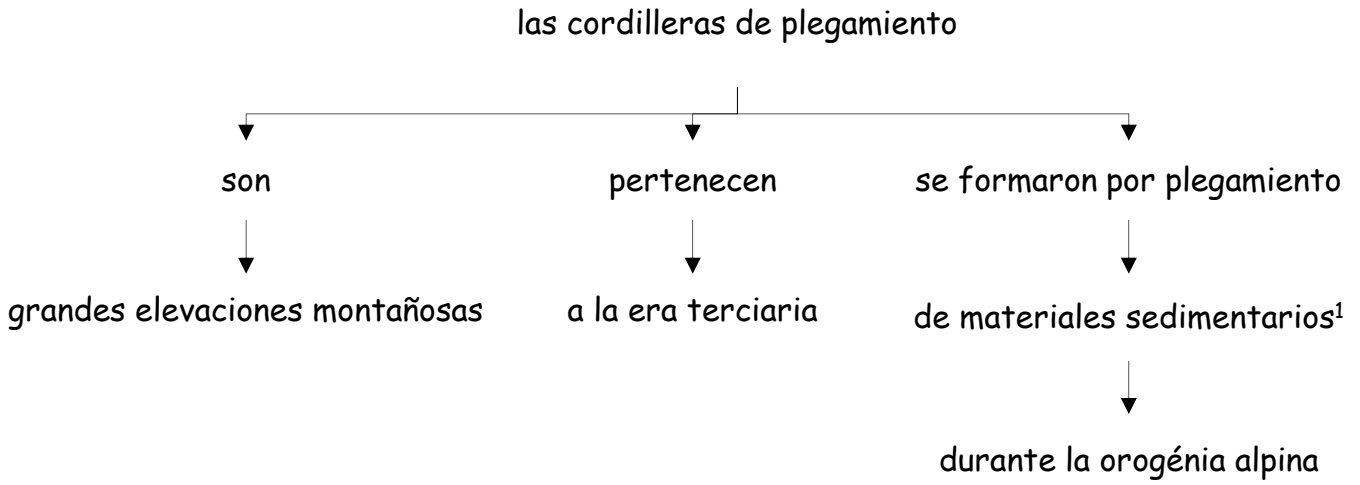 las cordilleras de plegamiento
son
pertenecen
se formaron por plegamiento
grandes elevaciones montañosas
a la era terciaria
de materiales sedimentarios¹
durante la orogénia alpina